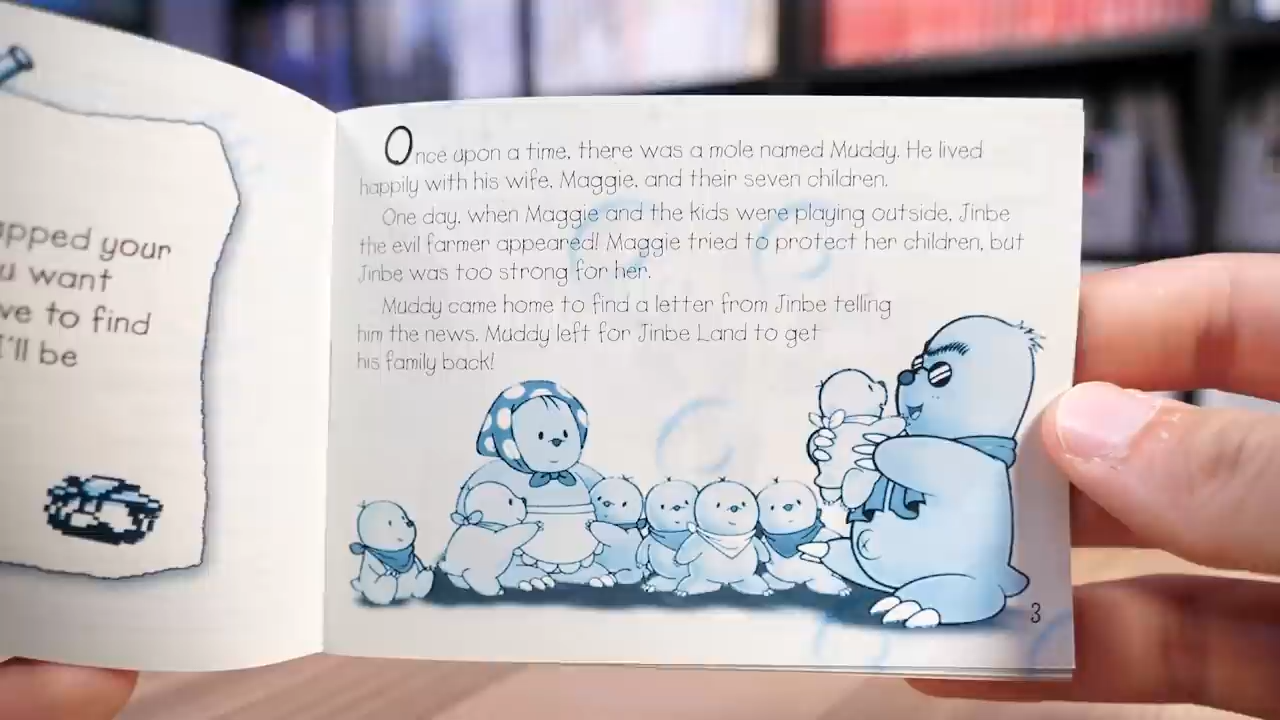 pped your
u want
ve to find
I'll be
Once upon a time, there was a mole named Muddy. He lived
happily with his wife, Maggie, and their seven children.
One day, when Maggie and the kids were playing outside, Jinbe
the evil farmer appeared! Maggie tried to protect her children, but
Jinbe was too strong for her.
Muddy came home to find a letter from Jinbe telling
him the news. Muddy left for Jinbe Land to get
his family back!
3